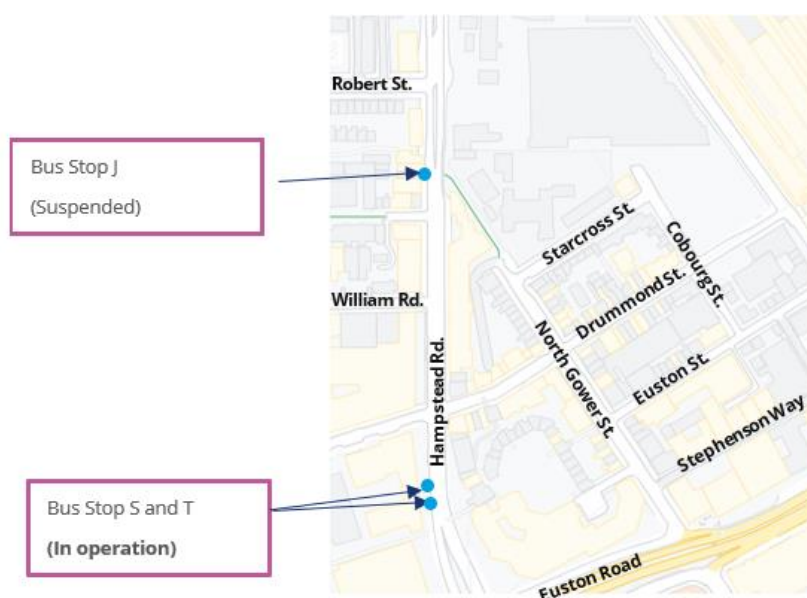 Robert St.
Bus Stop J
(Suspended)
Starcross St.
Cobourg St.
William Rd.
Drummond St.
Hampstead Rd.
North Gower St.
Euston St.
Stephenson Way
Bus Stop S and T
(In operation)
Euston Road